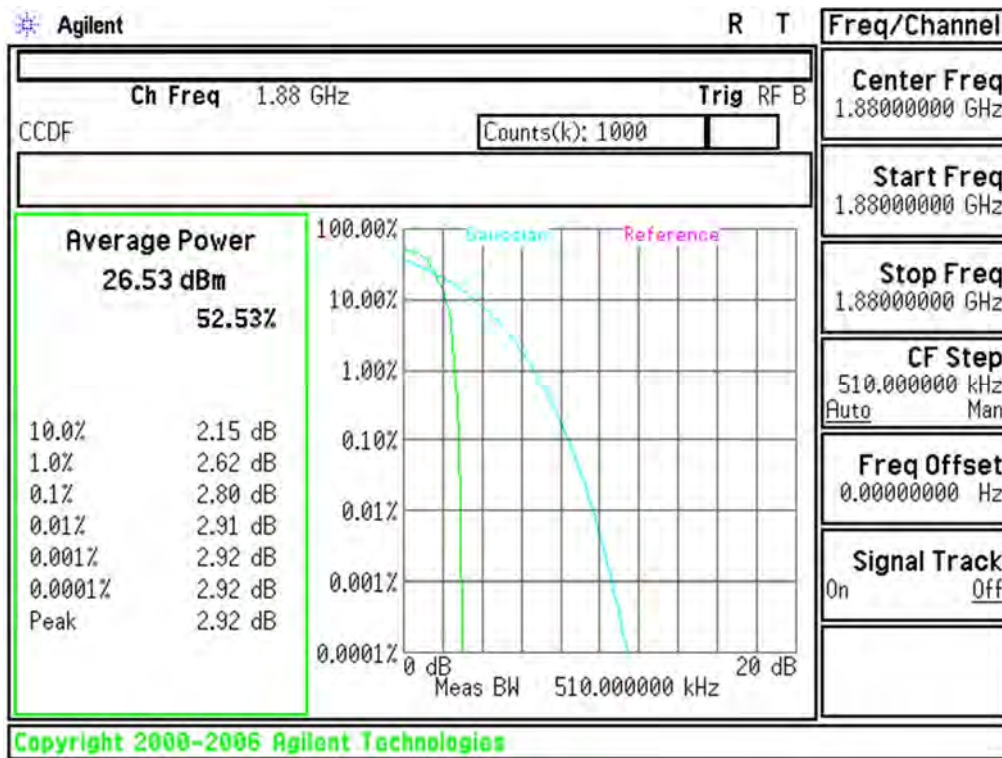 Agilent R T
Ch Freq 1.88 GHz Trig RF B
CCDF
Counts(k): 1000
Average Power
26.53 dBm
52.53%
10.0% 2.15 dB
1.0% 2.62 dB
0.1% 2.80 dB
0.01% 2.91 dB
0.001% 2.92 dB
0.0001% 2.92 dB
Peak 2.92 dB
Gaussian Reference
100.00%
10.00%
1.00%
0.10%
0.01%
0.001%
0.0001%
0 dB 20 dB
Meas BW 510.000000 kHz
Freq/Channel
Center Freq
1.88000000 GHz
Start Freq
1.88000000 GHz
Stop Freq
1.88000000 GHz
CF Step
510.000000 kHz
Auto Man
Freq Offset
0.00000000 Hz
Signal Track
On Off
Copyright 2000-2006 Agilent Technologies